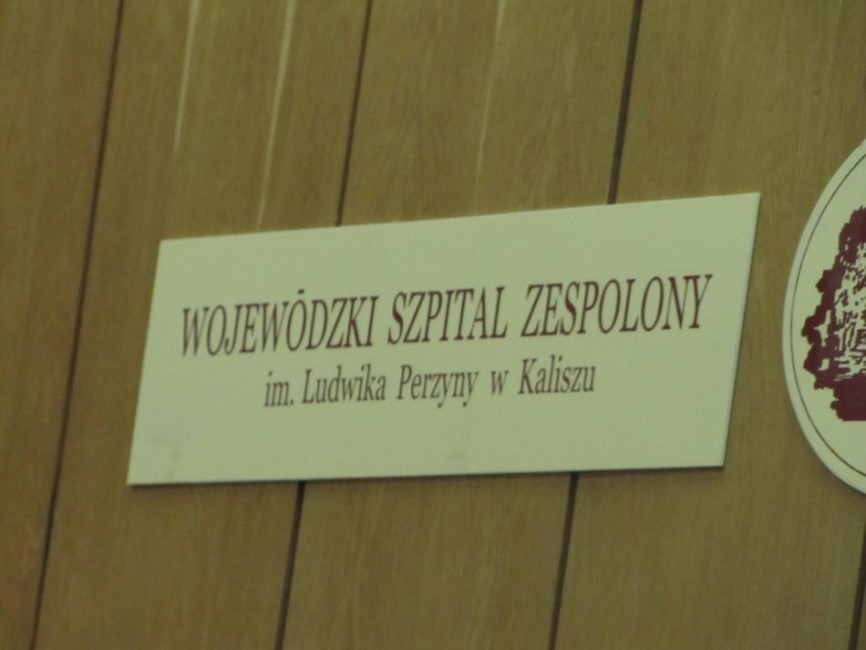 WOJEWÓDZKI SZPITAL ZESPOLONY
im. Ludwika Perzyny w Kaliszu